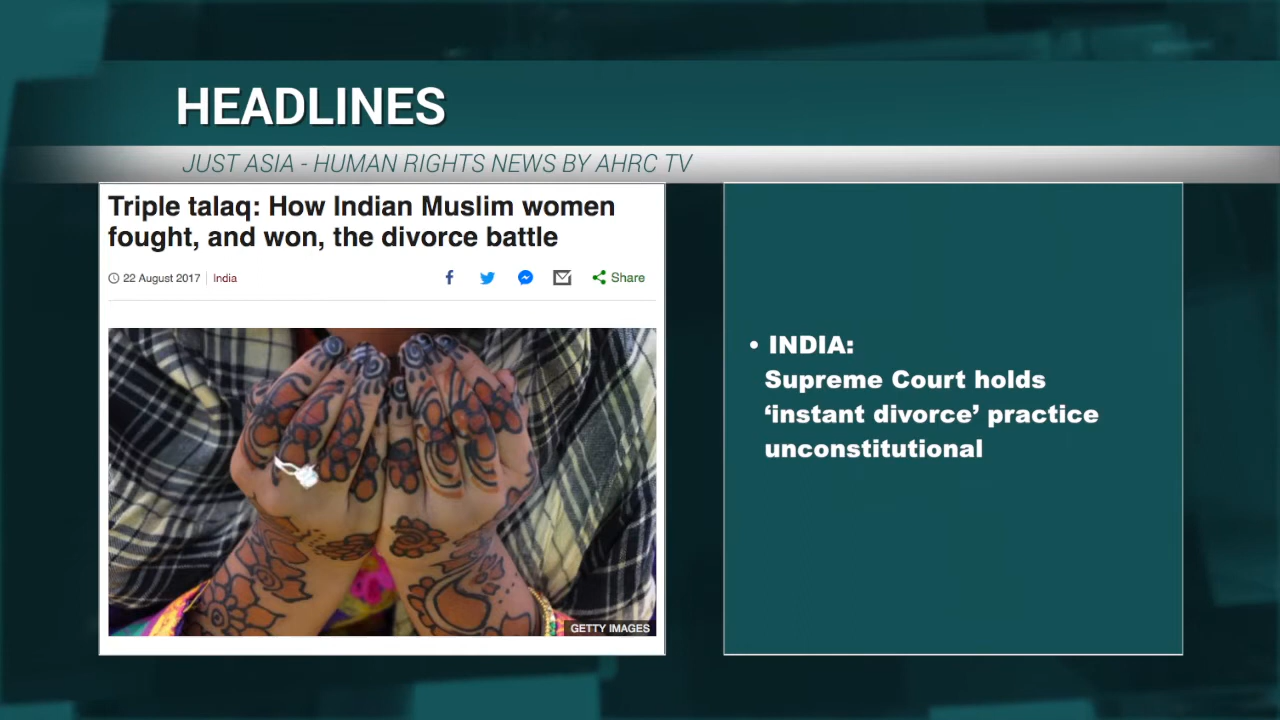 HEADLINES
JUST ASIA - HUMAN RIGHTS NEWS BY AHRC TV
Triple talaq: How Indian Muslim women
fought, and won, the divorce battle
22 August 2017 | India
Share
GETTY IMAGES
• INDIA:
Supreme Court holds
‘instant divorce’ practice
unconstitutional